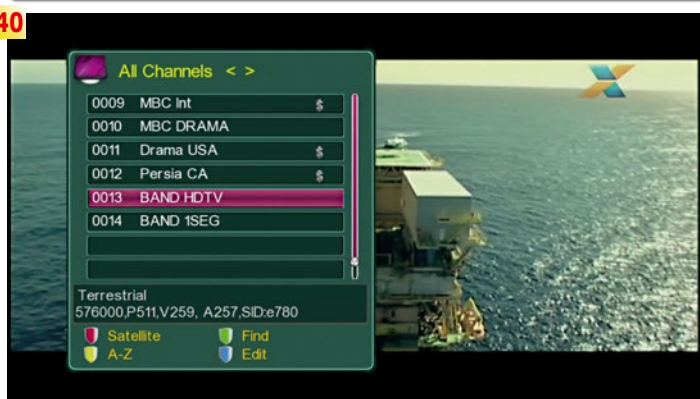 40
All Channels < >
0009 MBC Int $
0010 MBC DRAMA
0011 Drama USA $
0012 Persia CA $
0013 BAND HDTV
0014 BAND 1SEG
Terrestrial
576000,P511,V259, A257,SID:e780
Satellite Find
A-Z Edit